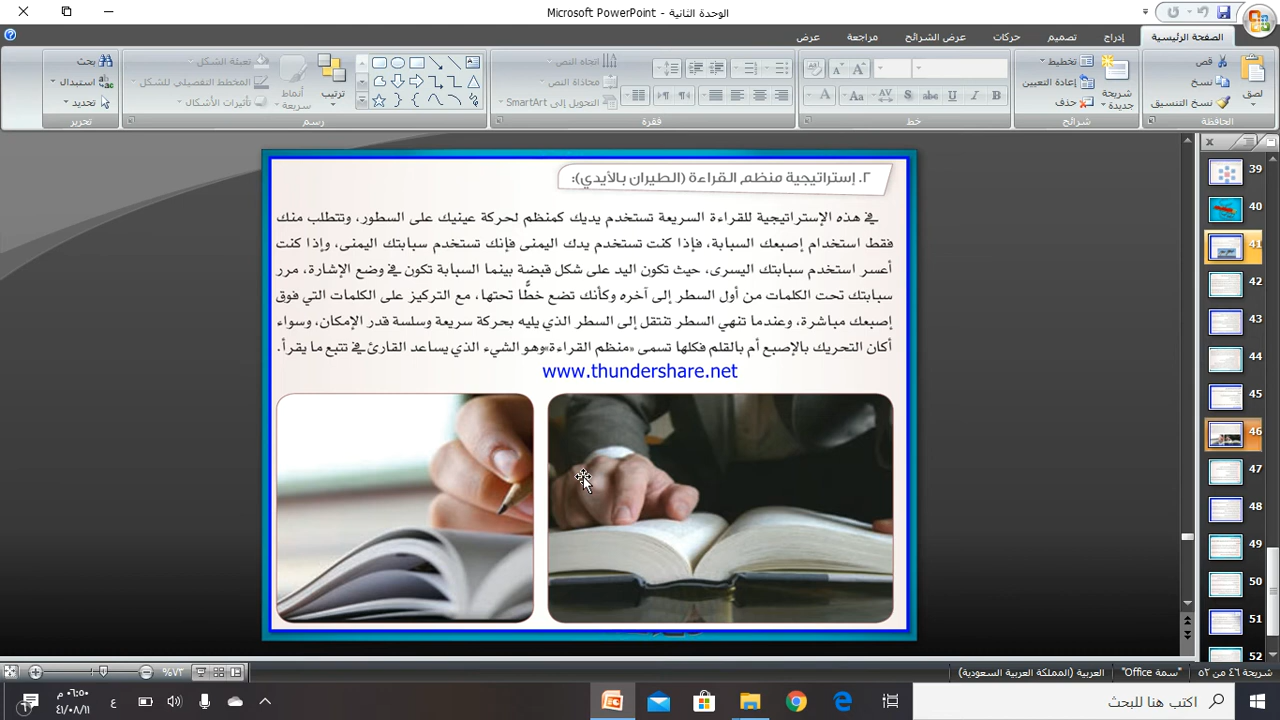 الوحدة الثانية - Microsoft PowerPoint
الصفحة الرئيسية
إدراج
تصميم
حركات
عرض الشرائح
مراجعة
عرض
لصق
قص
نسخ
نسخ التنسيق
الحافظة
شريحة جديدة
تخطيط
إعادة التعيين
حذف
شرائح
خط
اتجاه النص
محاذاة النص
التحويل إلى SmartArt
فقرة
ترتيب
أنماط سريعة
تعبئة الشكل
المخطط التفصيلي للشكل
تأثيرات الأشكال
رسم
بحث
استبدال
تحديد
تحرير
٢. إستراتيجية منظم القراءة (الطيران بالأيدي):
في هذه الإستراتيجية للقراءة السريعة تستخدم يديك كمنظم لحركة عينيك على السطور، وتتطلب منك
فقط استخدام إصبعك السبابة، فإذا كنت تستخدم يدك اليمنى فإنك تستخدم سبابتك اليمنى، وإذا كنت
أعسر استخدم سبابتك اليسرى، حيث تكون اليد على شكل قبضة بينما السبابة تكون في وضع الإشارة، مرر
سبابتك تحت الكلمات من أول السطر إلى آخره وكأنك تضع خطًّا تحتها، مع التركيز على الكلمات التي فوق
إصبعك مباشرة، وعندما تنهي السطر تنتقل إلى السطر الذي يليه بحركة سريعة وسلسة قدر الإمكان، وسواء
أكان التحريك بالإصبع أم بالقلم فكلها تسمى «منظم القراءة»وهو الشيء الذي يساعد القارئ في تتبع ما يقرأ.
www.thundershare.net
39
40
41
42
43
44
45
46
47
48
49
50
51
52
شريحة ٤٦ من ٥٢
"سمة Office"
العربية (المملكة العربية السعودية)
٧٣%
اكتب هنا للبحث
ع
٠٦:٥٠ م
٤١/٠٨/١١